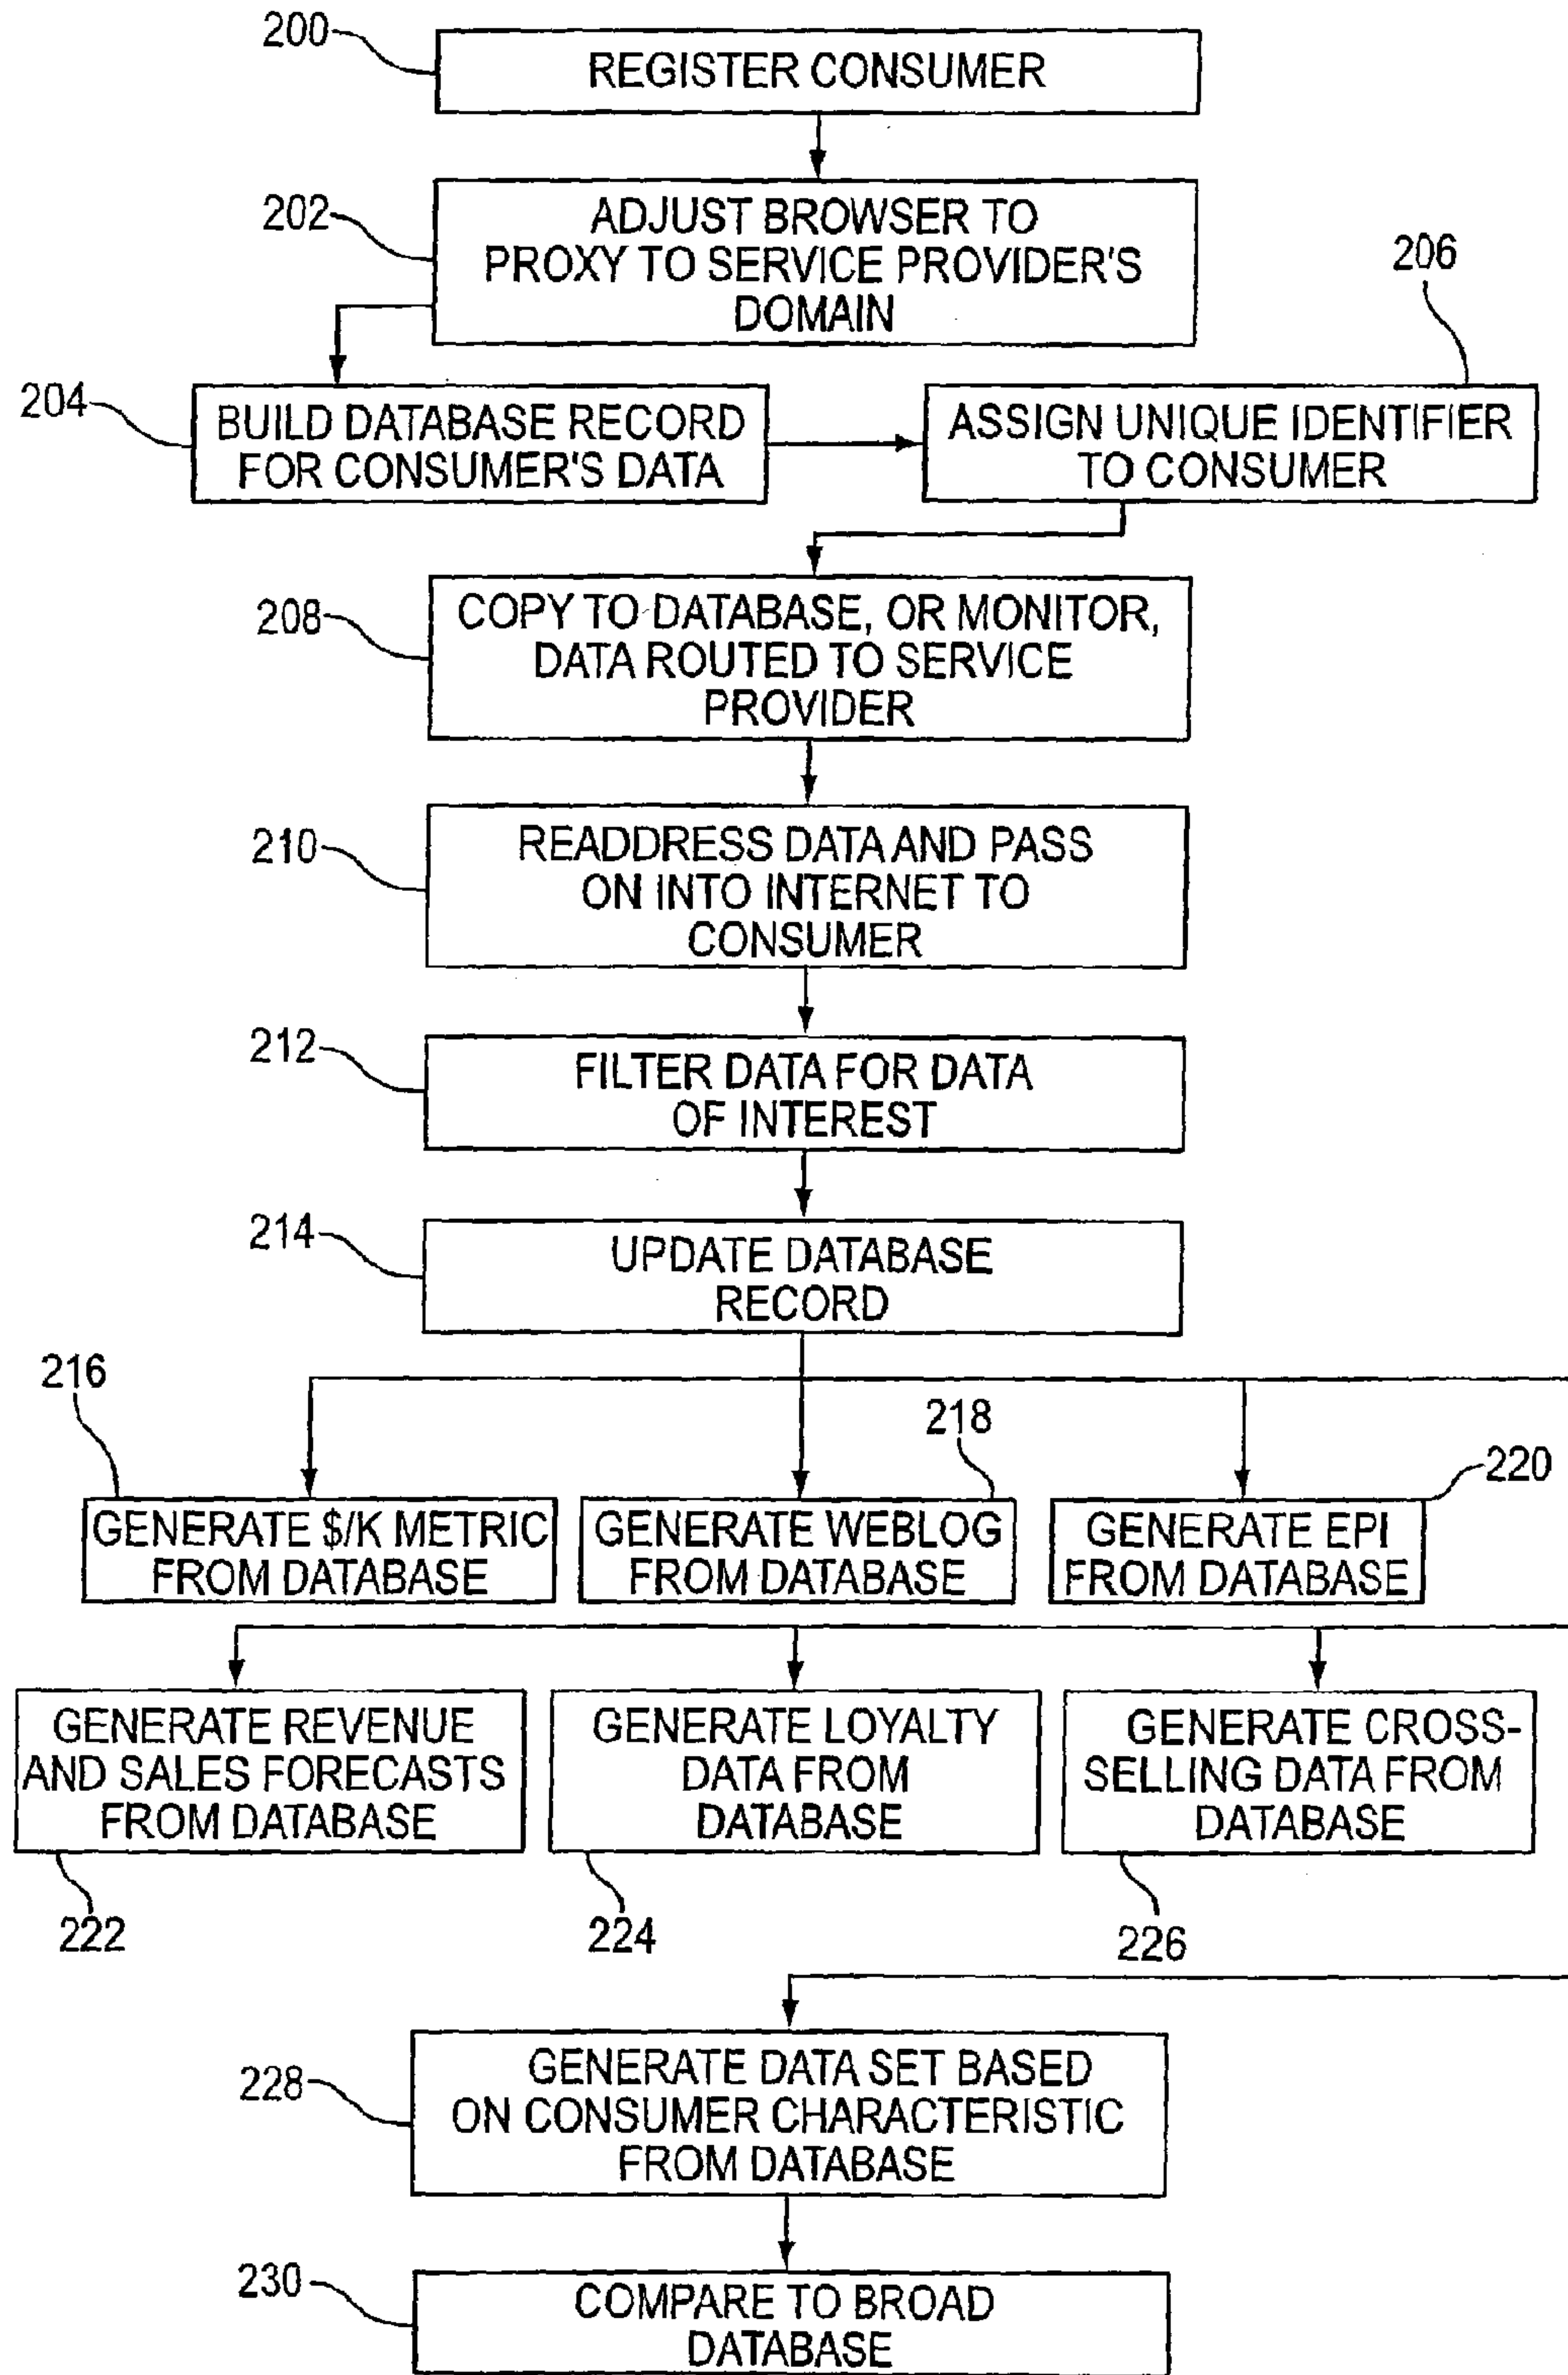 200
REGISTER CONSUMER
202
ADJUST BROWSER TO
PROXY TO SERVICE PROVIDER'S
DOMAIN
206
204
BUILD DATABASE RECORD
FOR CONSUMER'S DATA
ASSIGN UNIQUE IDENTIFIER
TO CONSUMER
208
COPY TO DATABASE, OR MONITOR,
DATA ROUTED TO SERVICE
PROVIDER
210
READDRESS DATA AND PASS
ON INTO INTERNET TO
CONSUMER
212
FILTER DATA FOR DATA
OF INTEREST
214
UPDATE DATABASE
RECORD
216
218
220
GENERATE $/K METRIC
FROM DATABASE
GENERATE WEBLOG
FROM DATABASE
GENERATE EPI
FROM DATABASE
GENERATE REVENUE
AND SALES FORECASTS
FROM DATABASE
GENERATE LOYALTY
DATA FROM
DATABASE
GENERATE CROSS-
SELLING DATA FROM
DATABASE
222
224
226
228
GENERATE DATA SET BASED
ON CONSUMER CHARACTERISTIC
FROM DATABASE
230
COMPARE TO BROAD
DATABASE